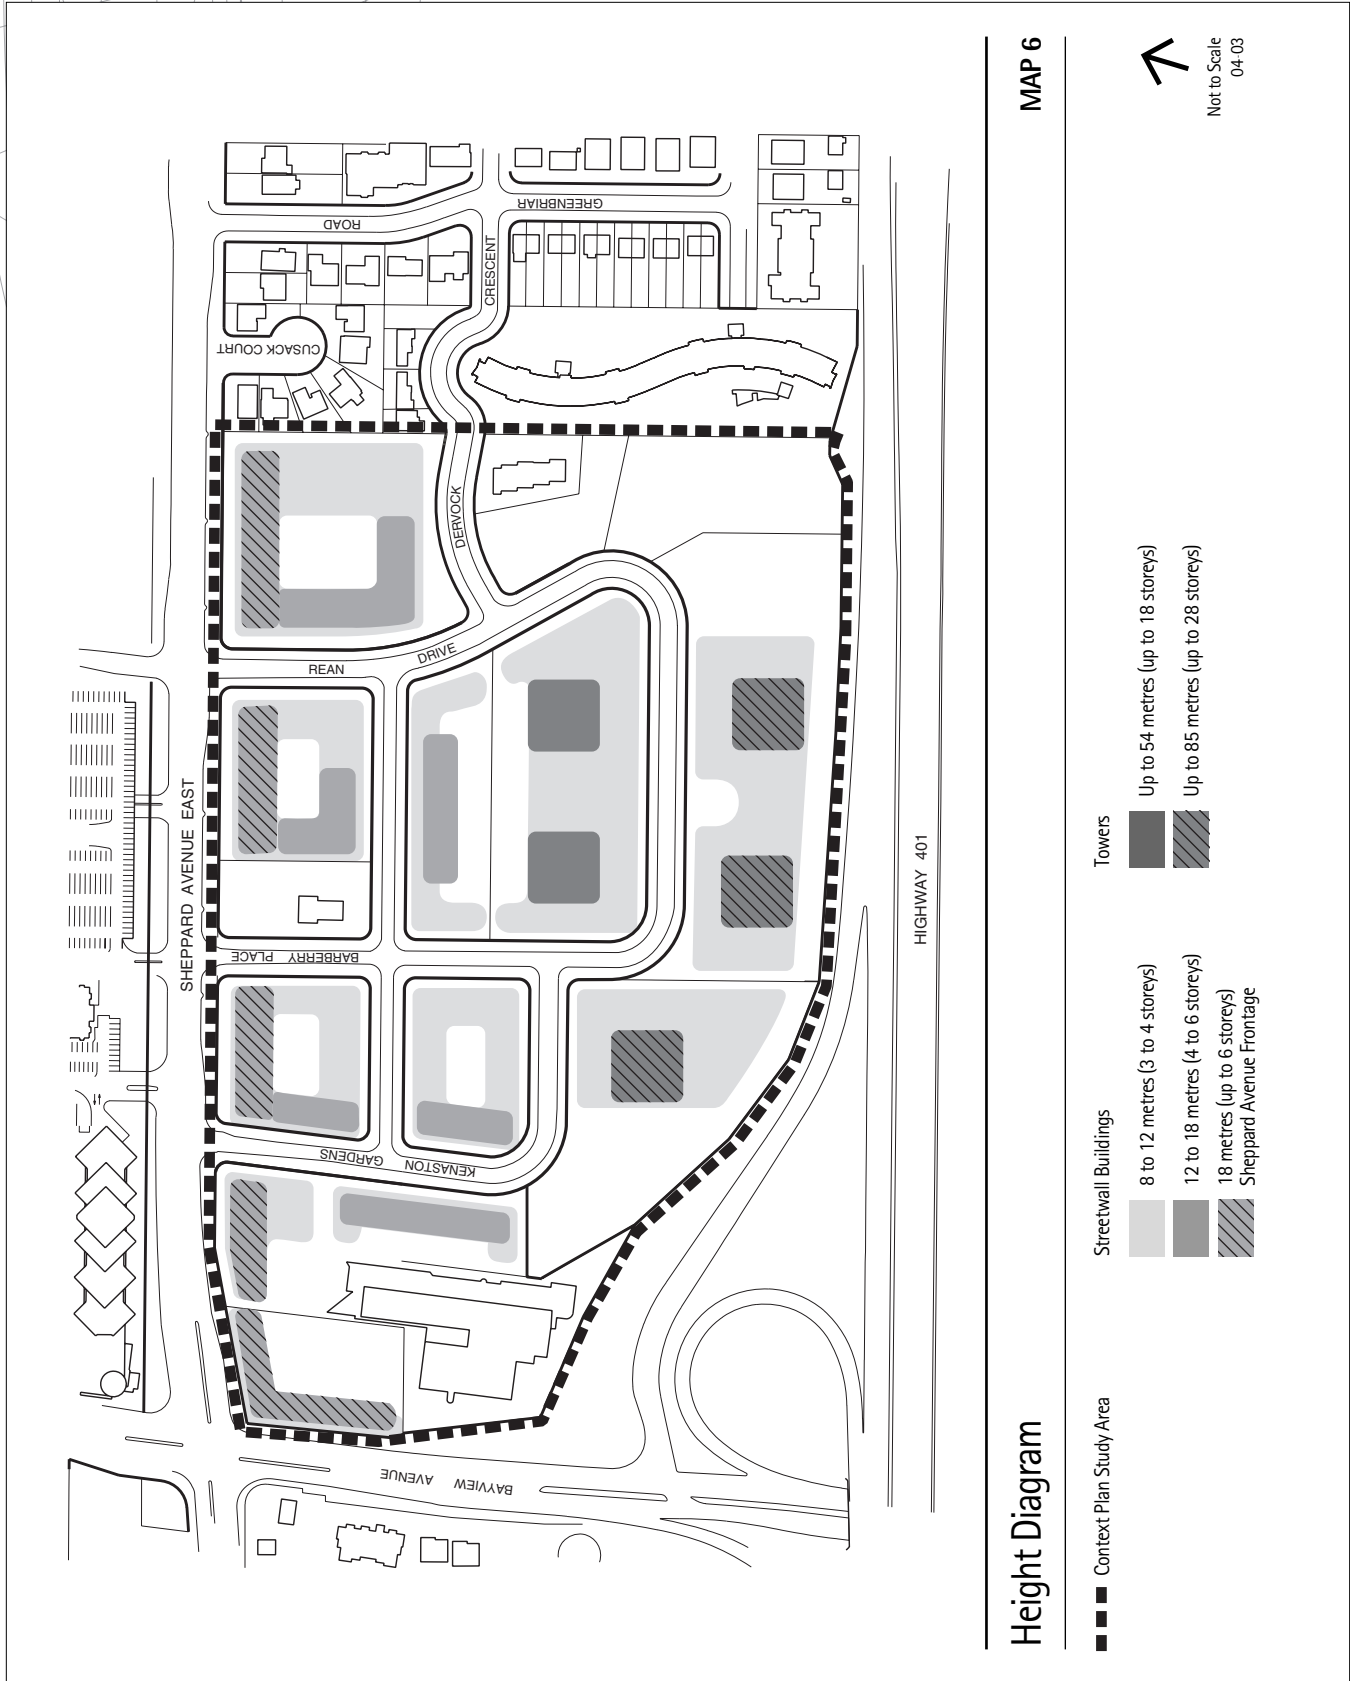 SHEPPARD AVENUE EAST
BAYVIEW AVENUE
KENASTON GARDENS
BARBERRY PLACE
REAN DRIVE
DERVOCK CRESCENT
CUSACK COURT
GREENBRIAR ROAD
HIGHWAY 401
Height Diagram
MAP 6
Context Plan Study Area
Streetwall Buildings
8 to 12 metres (3 to 4 storeys)
12 to 18 metres (4 to 6 storeys)
18 metres (up to 6 storeys)
Sheppard Avenue Frontage
Towers
Up to 54 metres (up to 18 storeys)
Up to 85 metres (up to 28 storeys)
Not to Scale
04-03